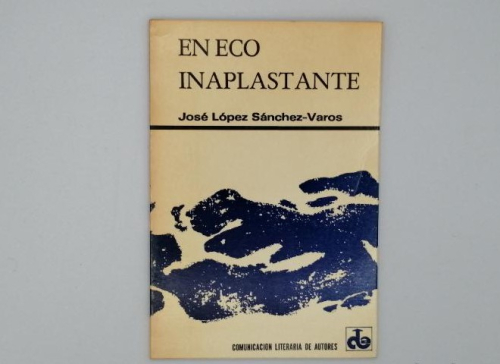 EN ECO
INAPLASTANTE
José López Sánchez-Varos
COMUNICACION LITERARIA DE AUTORES